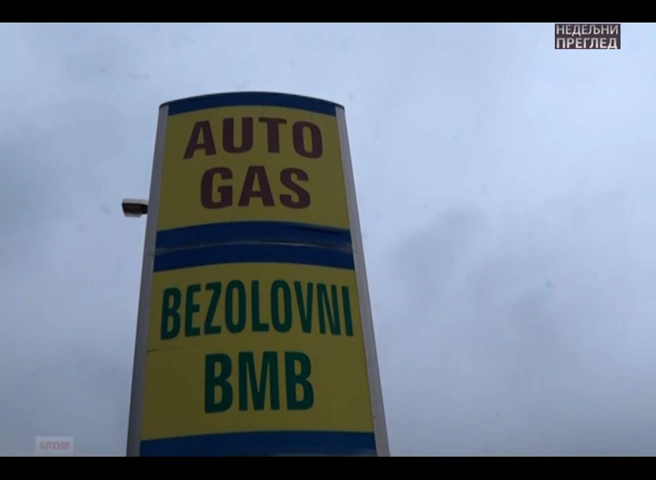 НЕДЕЉНИ
ПРЕГЛЕД
AUTO
GAS
BEZOLOVNI
BMB
АРХИВ